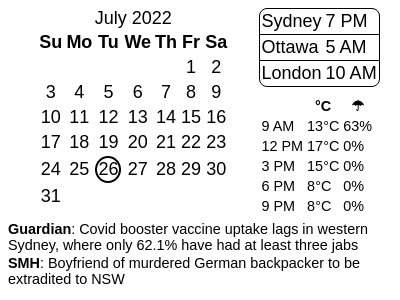 July 2022
Su Mo Tu We Th Fr Sa
1 2
3 4 5 6 7 8 9
10 11 12 13 14 15 16
17 18 19 20 21 22 23
24 25 26 27 28 29 30
31
Sydney 7 PM
Ottawa 5 AM
London 10 AM
°C ☂
9 AM 13°C 63%
12 PM 17°C 0%
3 PM 15°C 0%
6 PM 8°C 0%
9 PM 8°C 0%
Guardian: Covid booster vaccine uptake lags in western
Sydney, where only 62.1% have had at least three jabs
SMH: Boyfriend of murdered German backpacker to be
extradited to NSW